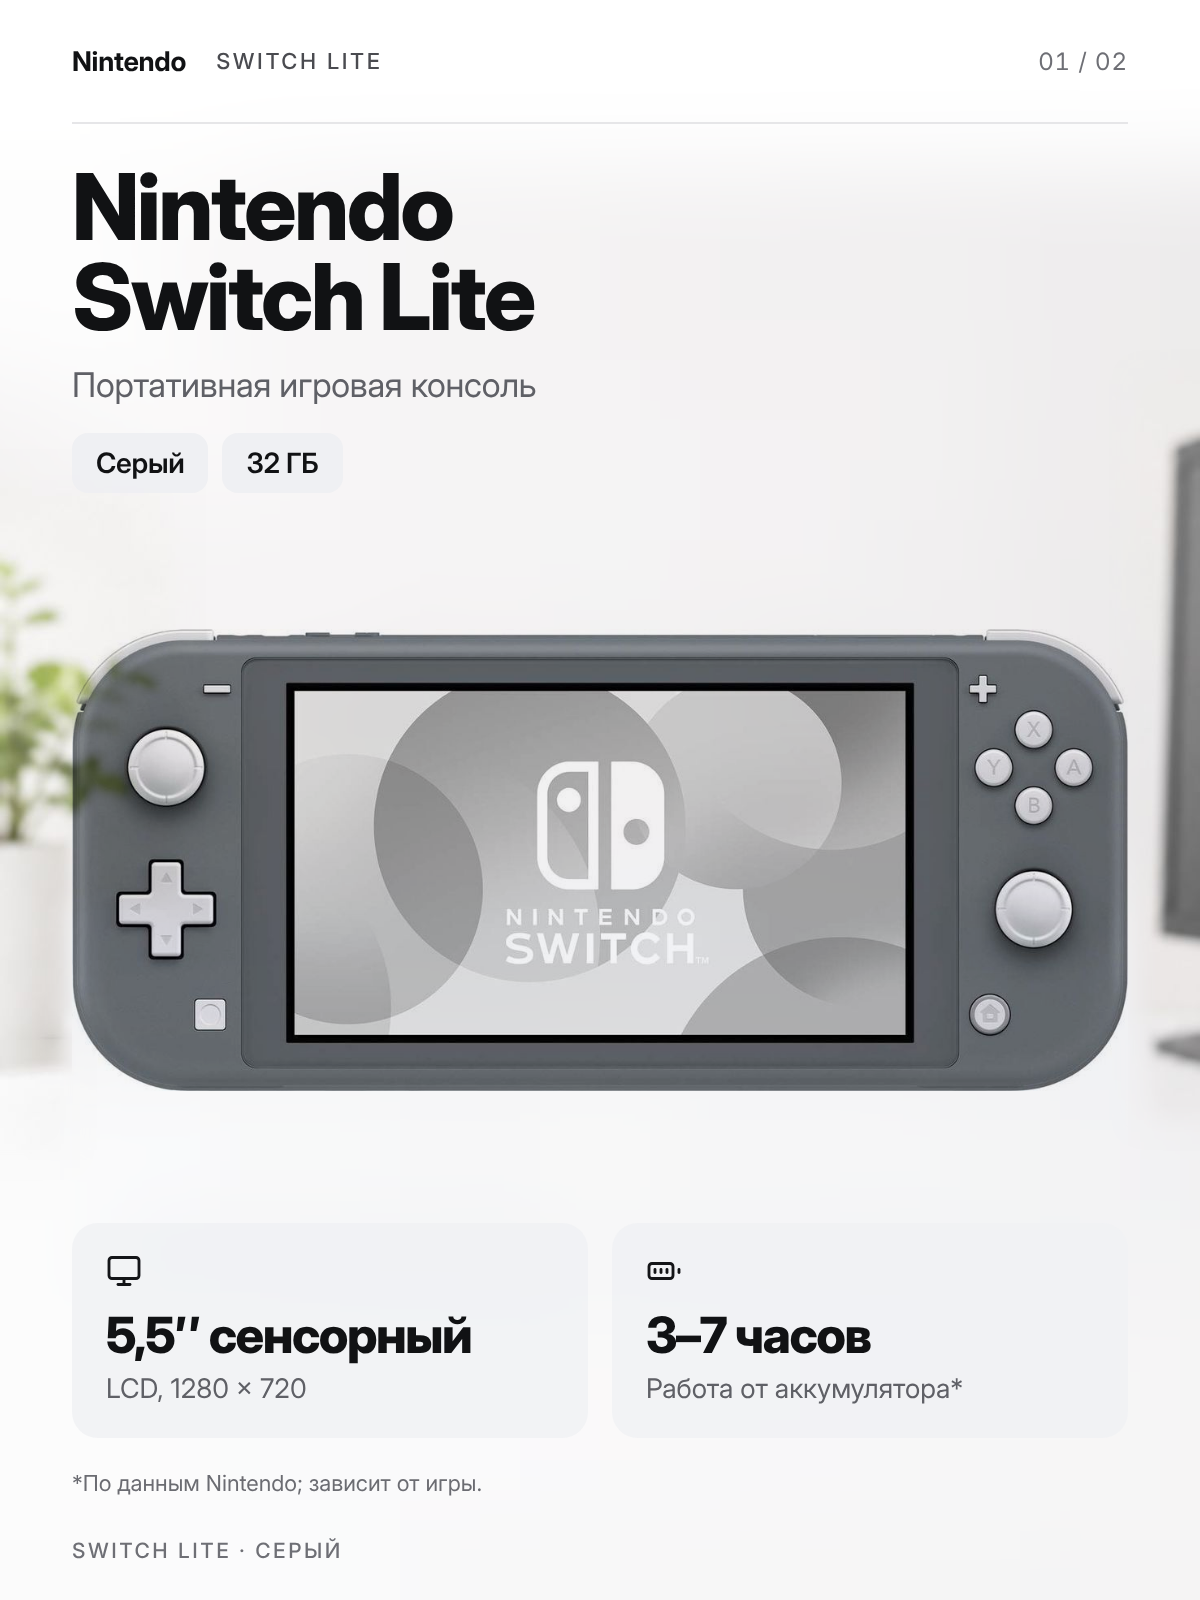 Nintendo SWITCH LITE 01 / 02
Nintendo
Switch Lite
Портативная игровая консоль
Серый 32 ГБ
X
Y A
B
NINTENDO
SWITCH™
5,5″ сенсорный
LCD, 1280 × 720
3–7 часов
Работа от аккумулятора*
*По данным Nintendo; зависит от игры.
SWITCH LITE · СЕРЫЙ